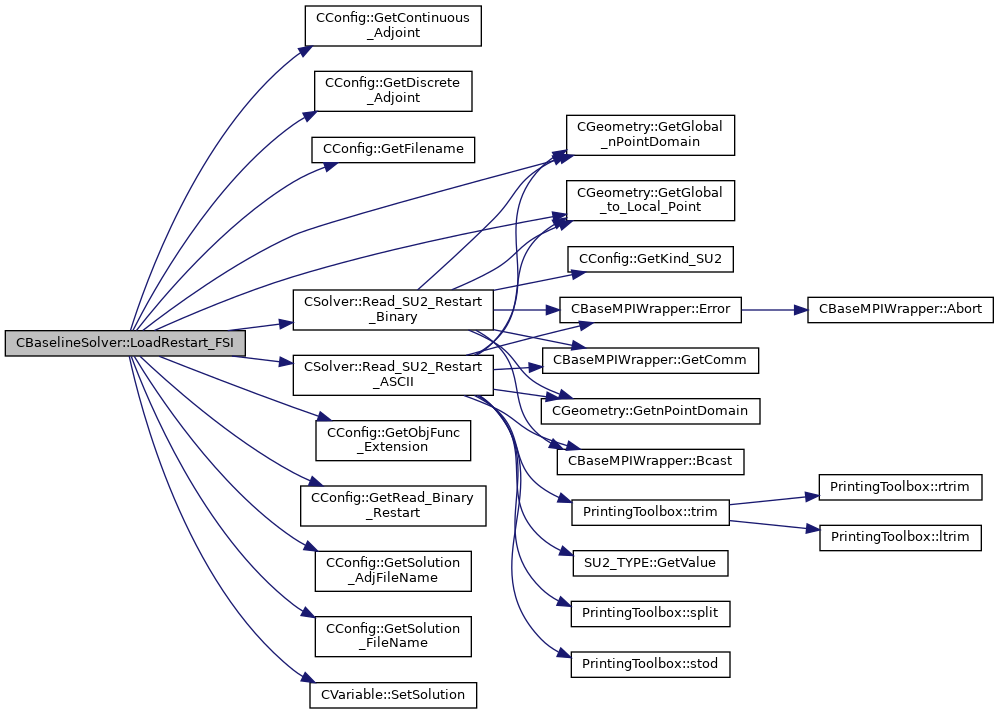 CBaselineSolver::LoadRestart_FSI
CConfig::GetContinuous
_Adjoint
CConfig::GetDiscrete
_Adjoint
CConfig::GetFilename
CSolver::Read_SU2_Restart
_Binary
CSolver::Read_SU2_Restart
_ASCII
CConfig::GetObjFunc
_Extension
CConfig::GetRead_Binary
_Restart
CConfig::GetSolution
_AdjFileName
CConfig::GetSolution
_FileName
CVariable::SetSolution
CGeometry::GetGlobal
_nPointDomain
CGeometry::GetGlobal
_to_Local_Point
CConfig::GetKind_SU2
CBaseMPIWrapper::Error
CBaseMPIWrapper::GetComm
CGeometry::GetnPointDomain
CBaseMPIWrapper::Bcast
PrintingToolbox::trim
SU2_TYPE::GetValue
PrintingToolbox::split
PrintingToolbox::stod
CBaseMPIWrapper::Abort
PrintingToolbox::rtrim
PrintingToolbox::ltrim